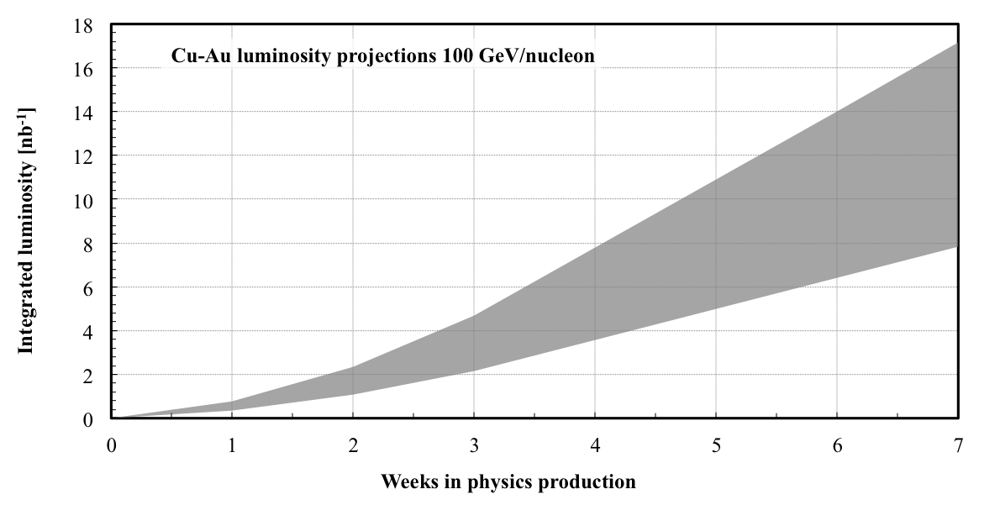 Cu-Au luminosity projections 100 GeV/nucleon
Integrated luminosity [nb⁻¹]
18
16
14
12
10
8
6
4
2
0
0 1 2 3 4 5 6 7
Weeks in physics production